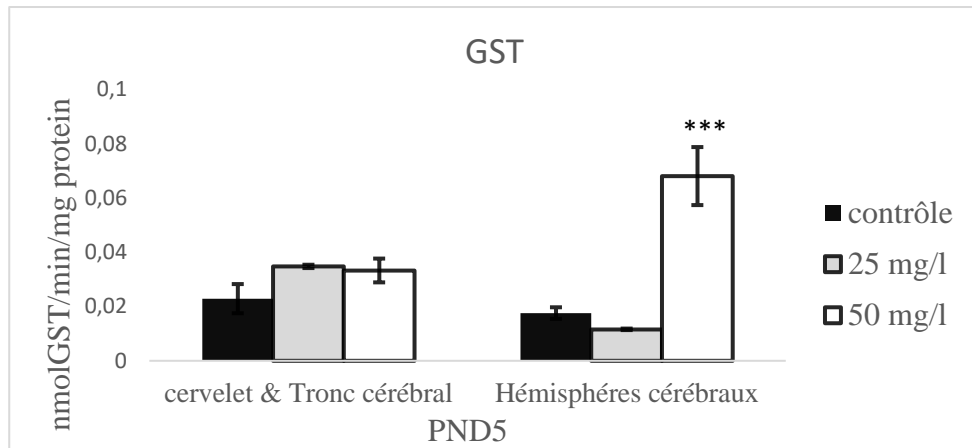 GST
nmolGST/min/mg protein
0,1
0,08
0,06
0,04
0,02
0
***
contrôle
25 mg/l
50 mg/l
cervelet & Tronc cérébral
Hémisphéres cérébraux
PND5